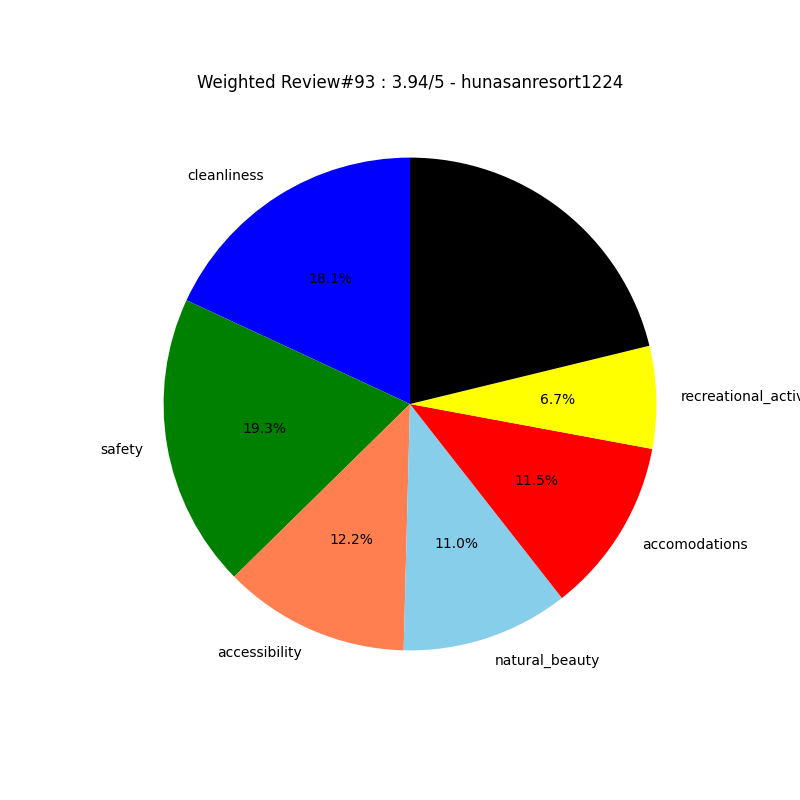 Weighted Review#93 : 3.94/5 - hunasanresort1224
cleanliness
18.1%
safety
19.3%
accessibility
12.2%
natural_beauty
11.0%
accomodations
11.5%
recreational_activ
6.7%